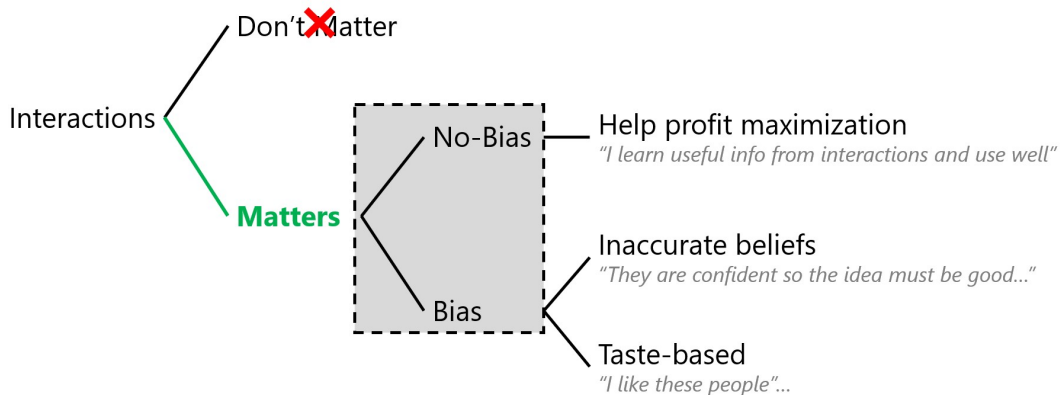 Don't Matter
Interactions
No-Bias
Help profit maximization
"I learn useful info from interactions and use well"
Matters
Inaccurate beliefs
"They are confident so the idea must be good..."
Bias
Taste-based
"I like these people"...